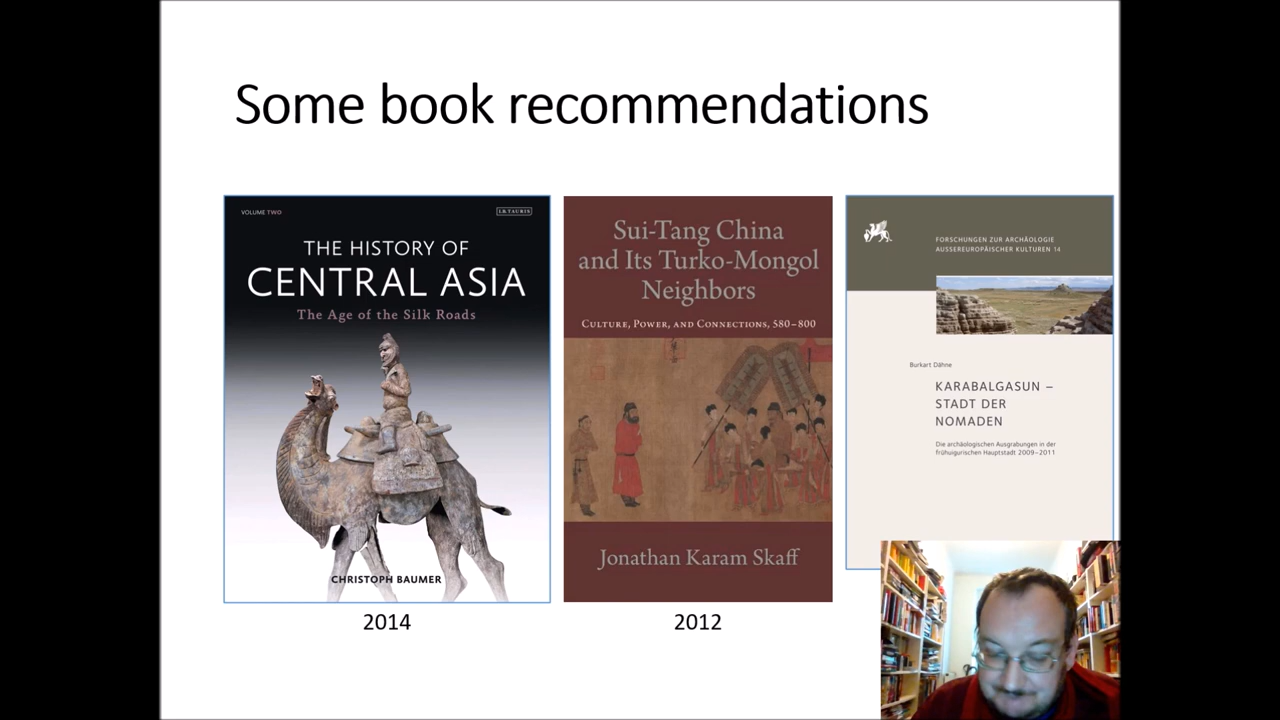 Some book recommendations
VOLUME TWO
I.B.TAURIS
THE HISTORY OF
CENTRAL ASIA
The Age of the Silk Roads
CHRISTOPH BAUMER
2014
Sui-Tang China
and Its Turko-Mongol
Neighbors
Culture, Power, and Connections, 580–800
Jonathan Karam Skaff
2012
FORSCHUNGEN ZUR ARCHÄOLOGIE
AUSSEREUROPÄISCHER KULTUREN 14
Burkart Dähne
KARABALGASUN –
STADT DER
NOMADEN
Die archäologischen Ausgrabungen in der
frühuigurischen Hauptstadt 2009–2011